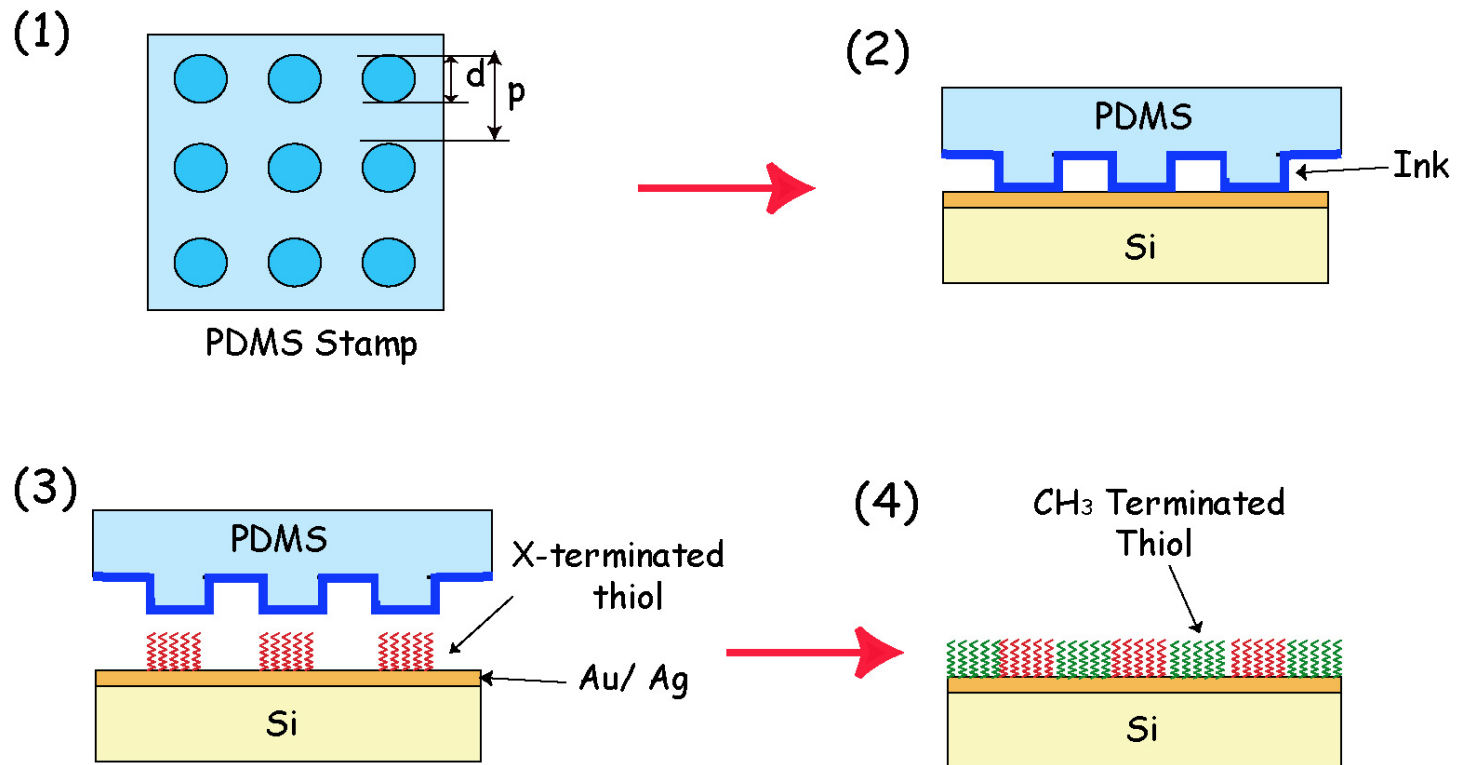 (1)
d
p
PDMS Stamp
(2)
PDMS
Ink
Si
(3)
PDMS
X-terminated
thiol
Au/ Ag
Si
(4)
CH₃ Terminated
Thiol
Si